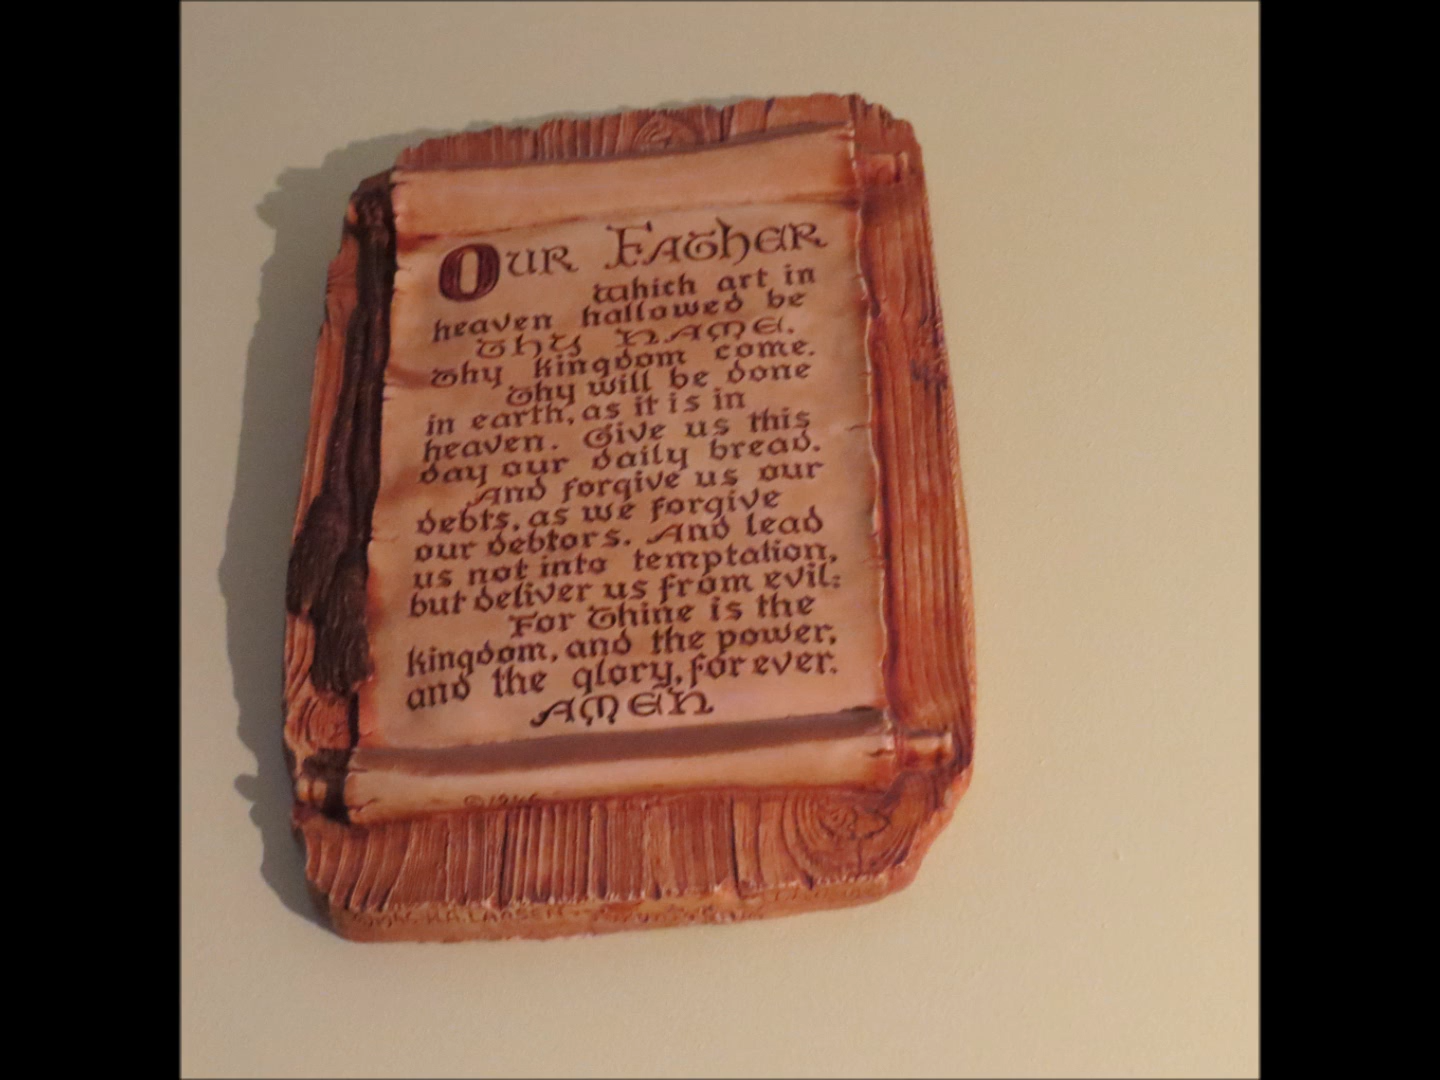 OUR FATHER
Which art in
heaven hallowed be
THY NAME.
Thy kingdom come.
Thy will be done
in earth, as it is in
heaven. Give us this
day our daily bread.
And forgive us our
debts, as we forgive
our debtors. And lead
us not into temptation,
but deliver us from evil:
For Thine is the
kingdom, and the power,
and the glory, for ever.
AMEN
H.A. LARSEN